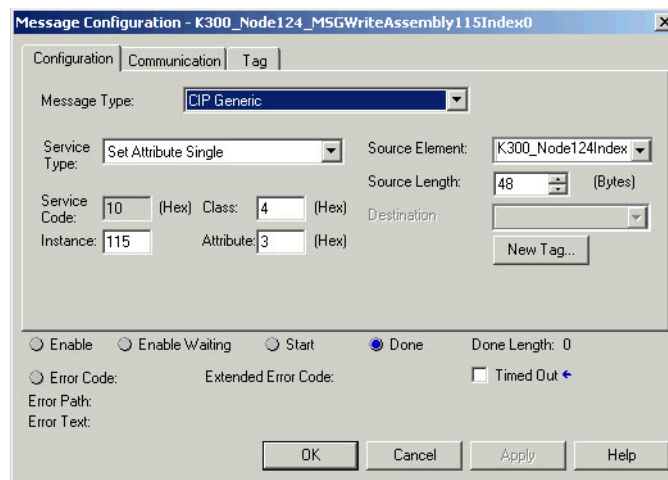 Message Configuration - K300_Node124_MSGWriteAssembly115Index0
Configuration Communication Tag
Message Type: CIP Generic
Service Type: Set Attribute Single
Source Element: K300_Node124Index
Source Length: 48 (Bytes)
Service Code: 10 (Hex) Class: 4 (Hex)
Destination
Instance: 115 Attribute: 3 (Hex)
New Tag...
Enable Enable Waiting Start Done Done Length: 0
Error Code: Extended Error Code: Timed Out
Error Path:
Error Text:
OK Cancel Apply Help